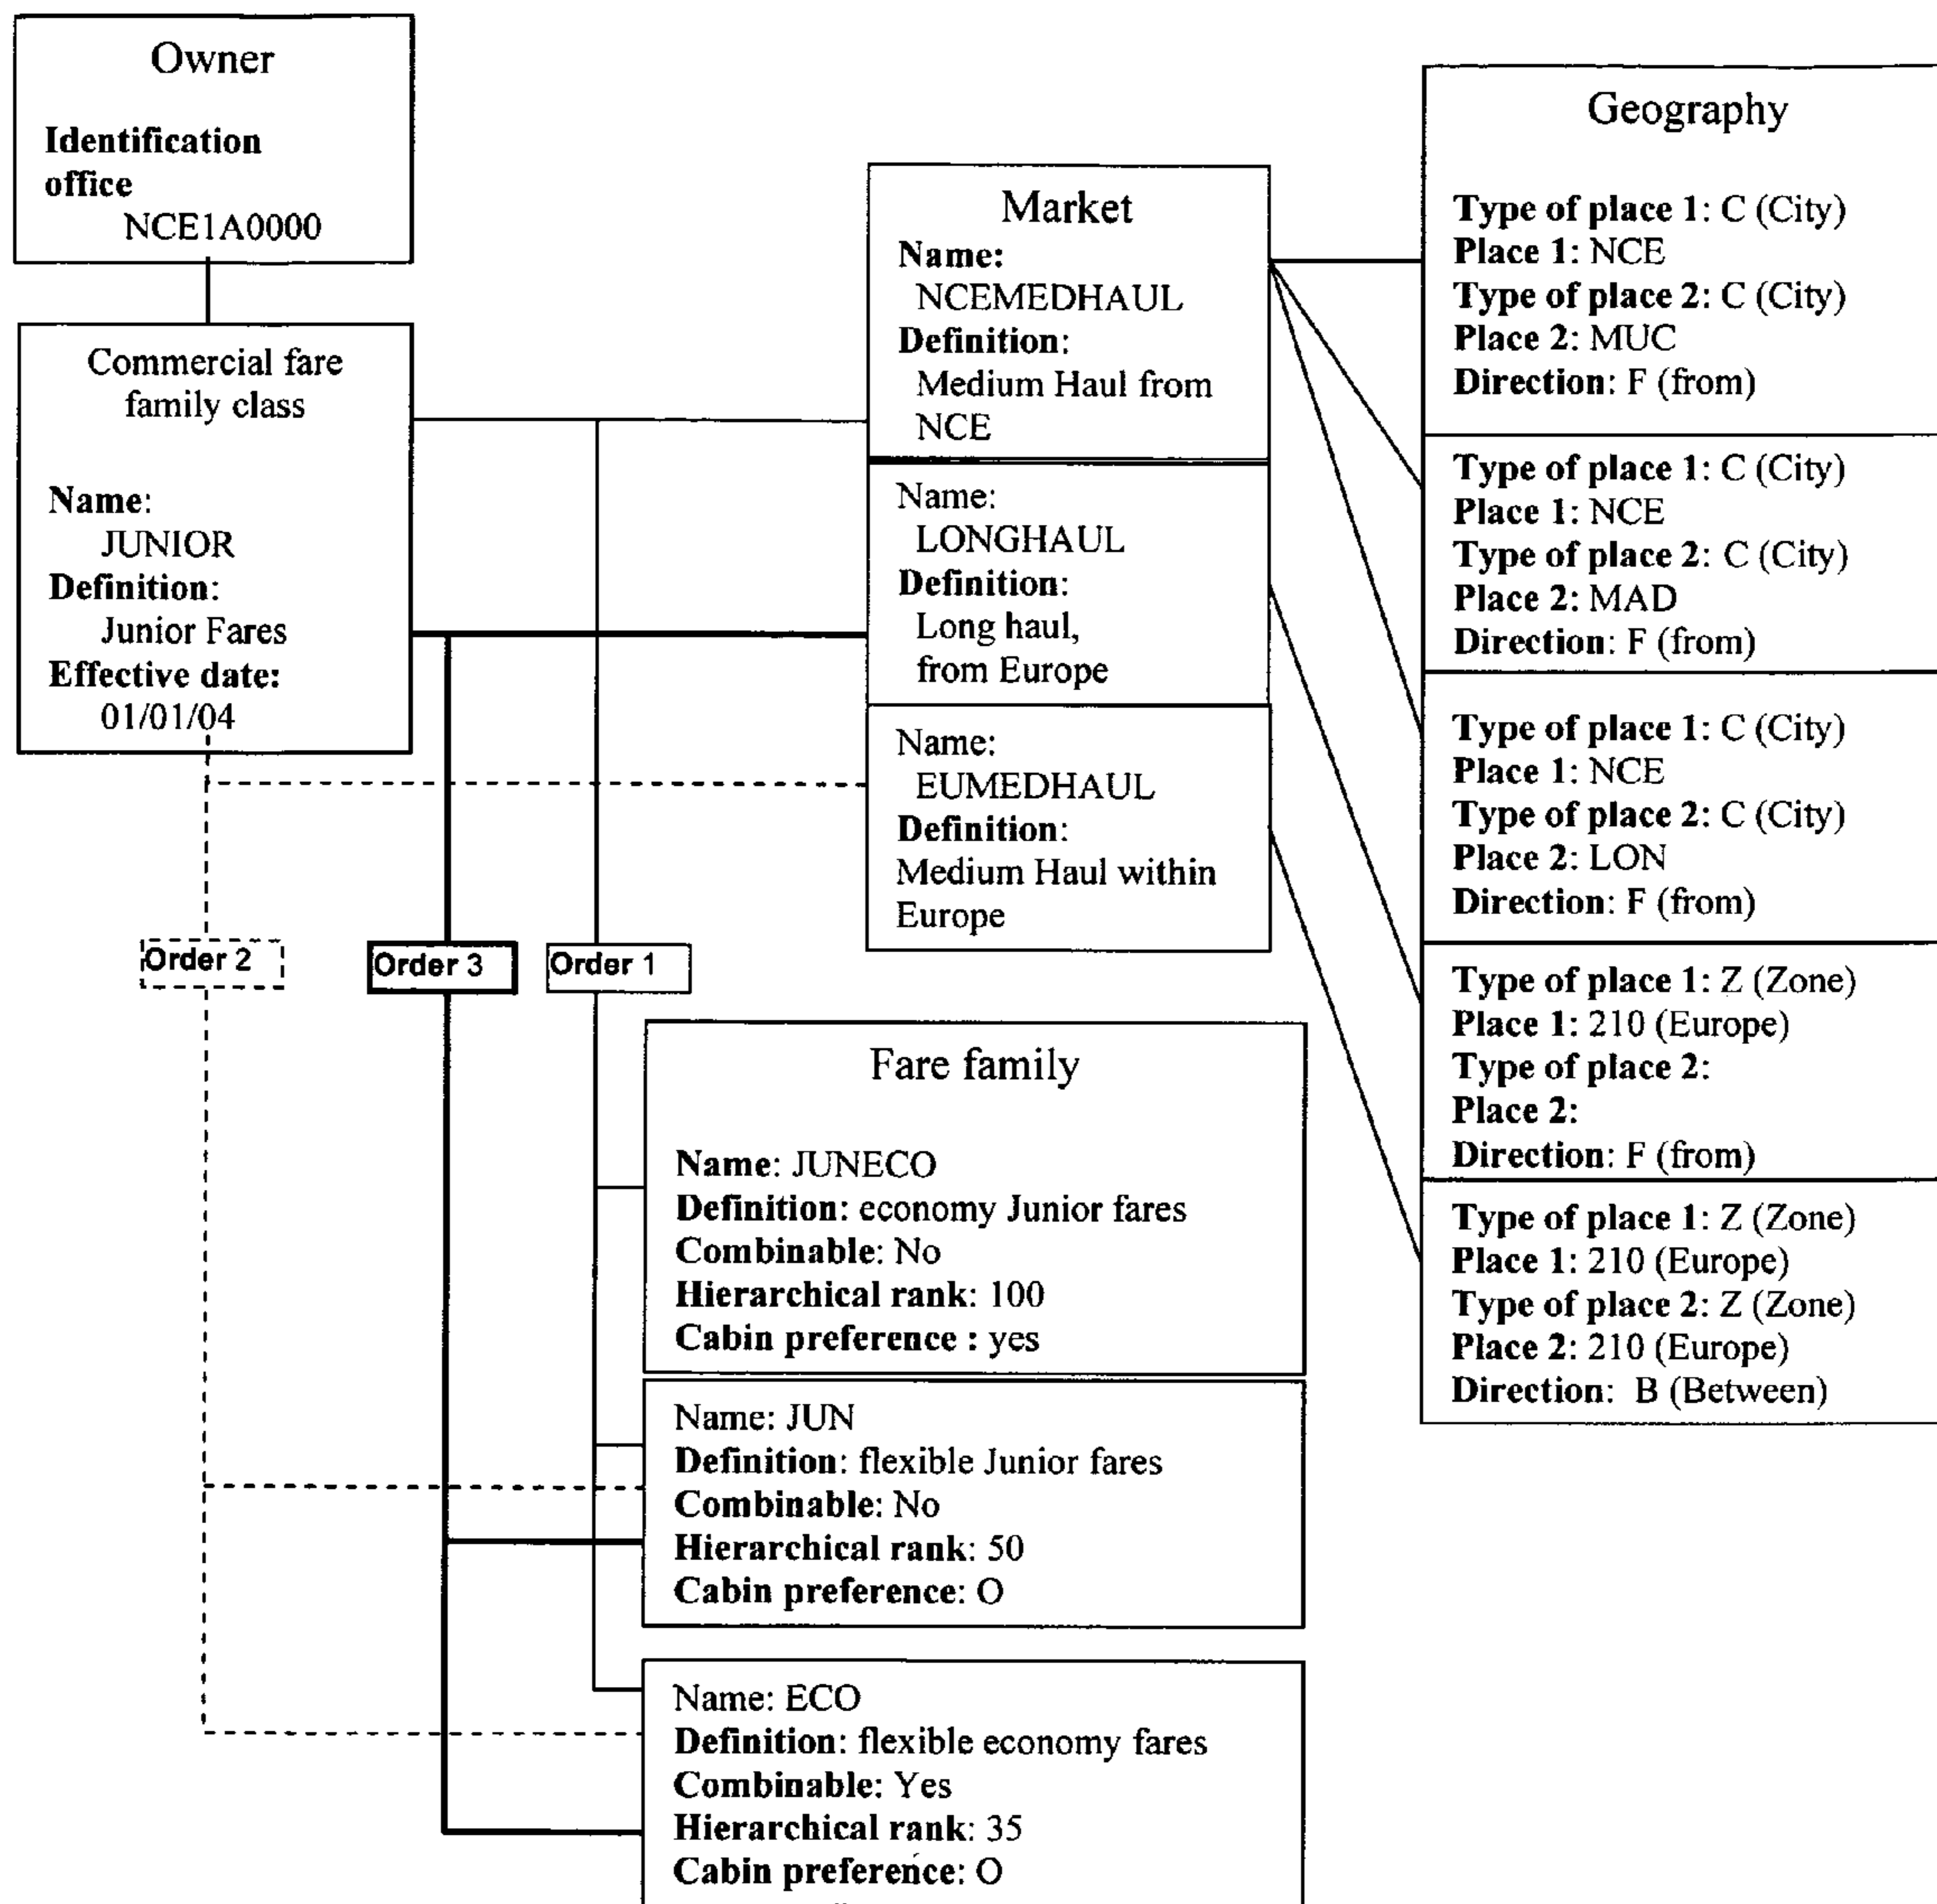 Owner
Identification
office
NCE1A0000
Commercial fare
family class
Name:
JUNIOR
Definition:
Junior Fares
Effective date:
01/01/04
Market
Name:
NCEMEDHAUL
Definition:
Medium Haul from
NCE
Name:
LONGHAUL
Definition:
Long haul,
from Europe
Name:
EUMEDHAUL
Definition:
Medium Haul within
Europe
Geography
Type of place 1: C (City)
Place 1: NCE
Type of place 2: C (City)
Place 2: MUC
Direction: F (from)
Type of place 1: C (City)
Place 1: NCE
Type of place 2: C (City)
Place 2: MAD
Direction: F (from)
Type of place 1: C (City)
Place 1: NCE
Type of place 2: C (City)
Place 2: LON
Direction: F (from)
Type of place 1: Z (Zone)
Place 1: 210 (Europe)
Type of place 2:
Place 2:
Direction: F (from)
Type of place 1: Z (Zone)
Place 1: 210 (Europe)
Type of place 2: Z (Zone)
Place 2: 210 (Europe)
Direction: B (Between)
Order 2
Order 3
Order 1
Fare family
Name: JUNECO
Definition: economy Junior fares
Combinable: No
Hierarchical rank: 100
Cabin preference : yes
Name: JUN
Definition: flexible Junior fares
Combinable: No
Hierarchical rank: 50
Cabin preference: O
Name: ECO
Definition: flexible economy fares
Combinable: Yes
Hierarchical rank: 35
Cabin preference: O